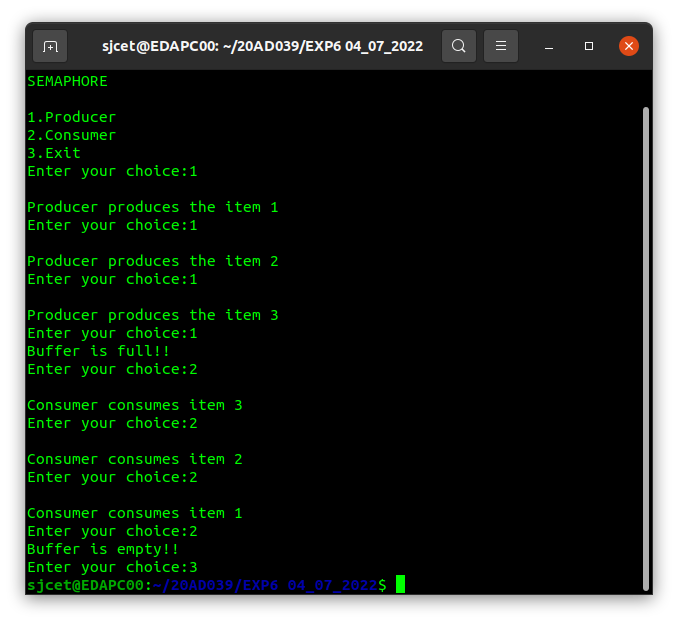 sjcet@EDAPC00: ~/20AD039/EXP6 04_07_2022
SEMAPHORE
1.Producer
2.Consumer
3.Exit
Enter your choice:1
Producer produces the item 1
Enter your choice:1
Producer produces the item 2
Enter your choice:1
Producer produces the item 3
Enter your choice:1
Buffer is full!!
Enter your choice:2
Consumer consumes item 3
Enter your choice:2
Consumer consumes item 2
Enter your choice:2
Consumer consumes item 1
Enter your choice:2
Buffer is empty!!
Enter your choice:3
sjcet@EDAPC00:~/20AD039/EXP6 04_07_2022$